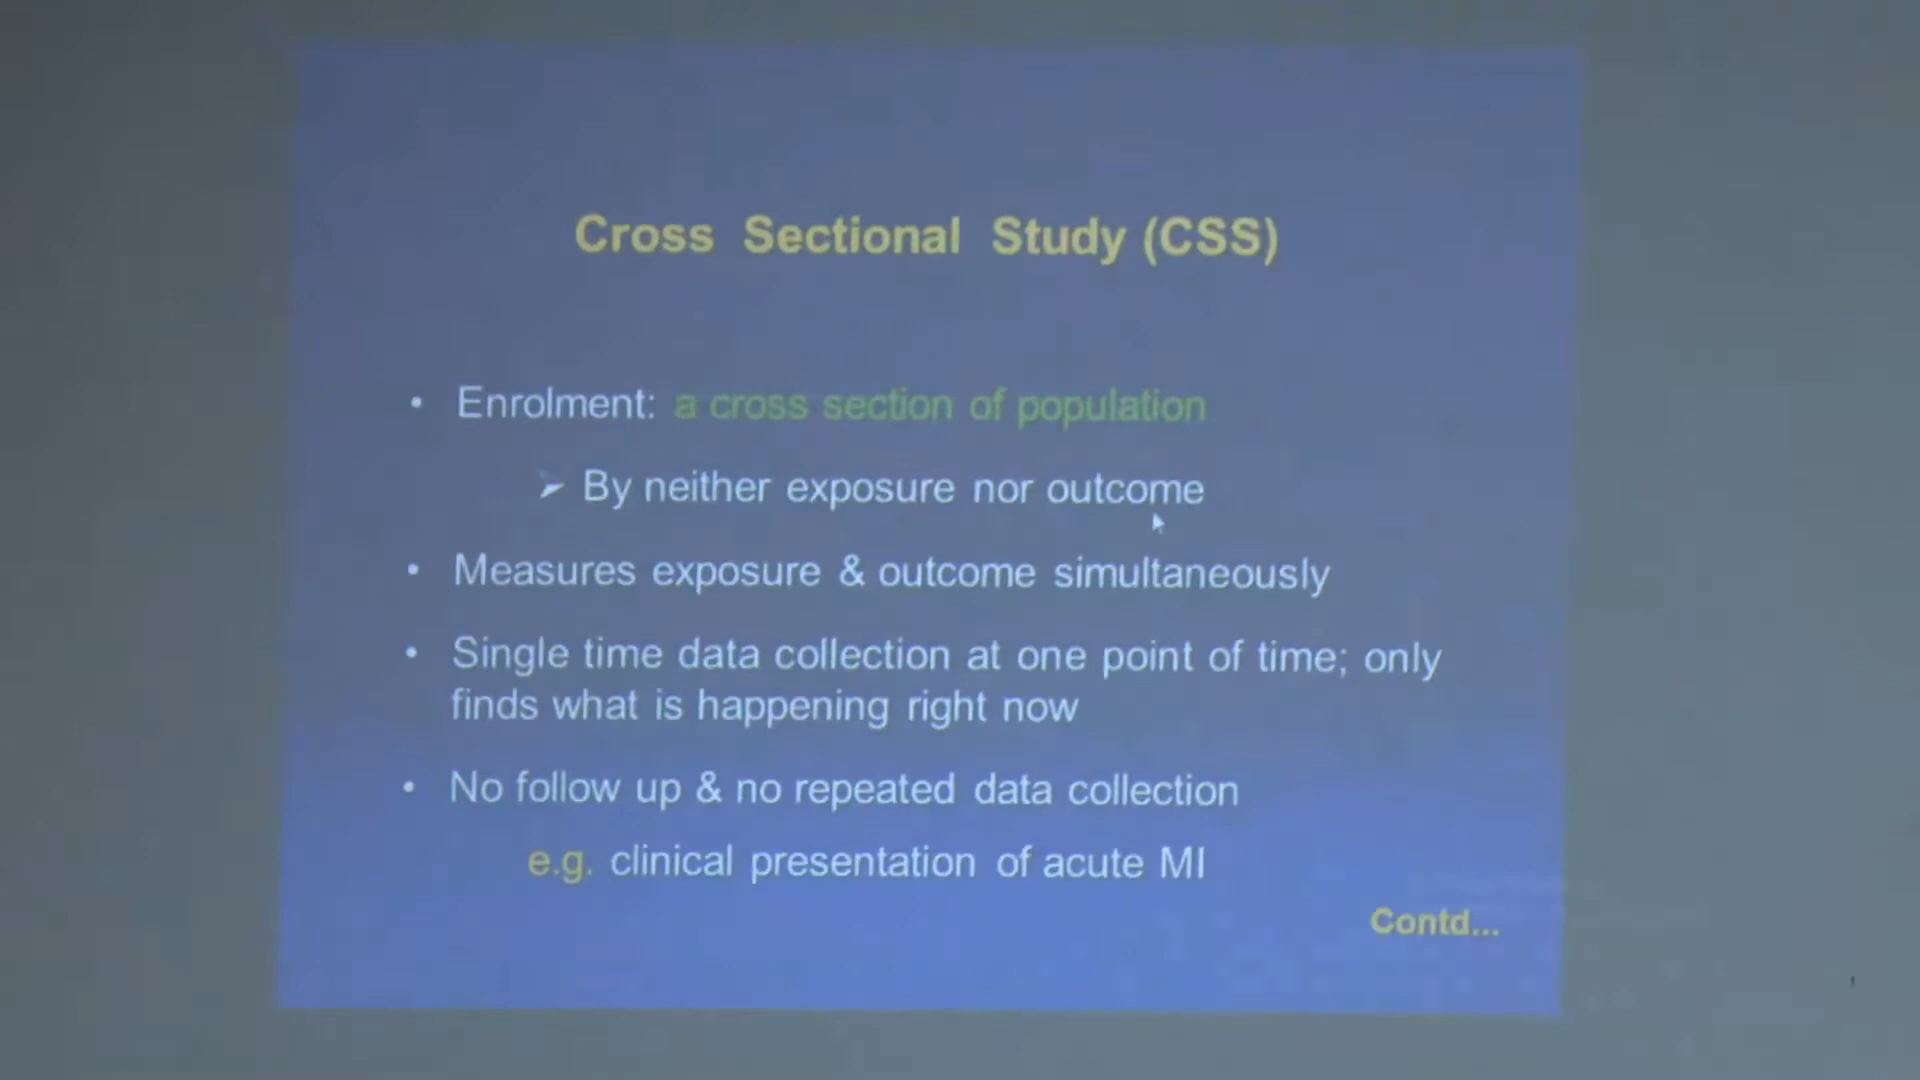 Cross Sectional Study (CSS)
• Enrolment: a cross section of population
➢ By neither exposure nor outcome
• Measures exposure & outcome simultaneously
• Single time data collection at one point of time; only
finds what is happening right now
• No follow up & no repeated data collection
e.g. clinical presentation of acute MI
Contd...